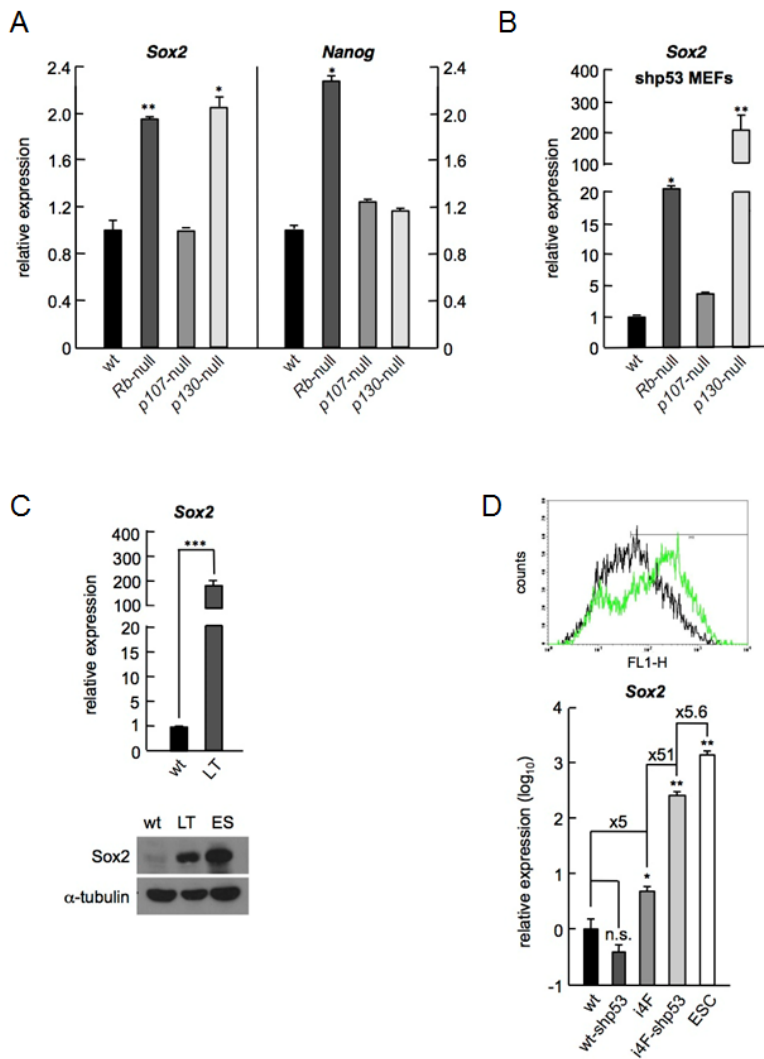 A
Sox2
Nanog
relative expression
2.4
2.0
1.6
1.2
0.8
0.4
0
**
*
*
2.4
2.0
1.6
1.2
0.8
0.4
0
wt
Rb-null
p107-null
p130-null
wt
Rb-null
p107-null
p130-null
B
Sox2
shp53 MEFs
relative expression
400
300
200
100
20
15
10
5
1
0
*
**
wt
Rb-null
p107-null
p130-null
C
Sox2
relative expression
400
300
200
100
20
15
10
5
1
0
***
wt
LT
wt LT ES
Sox2
α-tubulin
D
counts
FL1-H
Sox2
relative expression (log10)
4
3
2
1
0
-1
x5.6
x51
x5
**
**
*
n.s.
wt
wt-shp53
i4F
i4F-shp53
ESC